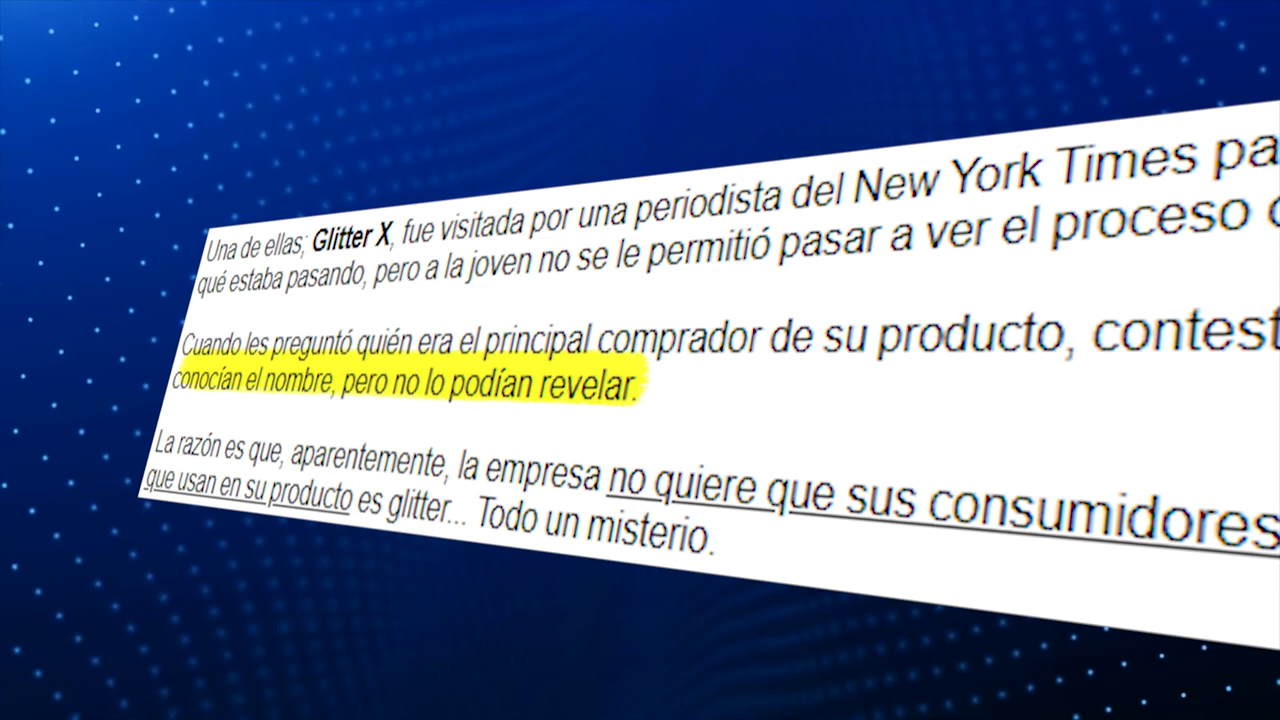 Una de ellas; Glitter X, fue visitada por una periodista del New York Times pa
qué estaba pasando, pero a la joven no se le permitió pasar a ver el proceso
Cuando les preguntó quién era el principal comprador de su producto, contest
conocían el nombre, pero no lo podían revelar.
La razón es que, aparentemente, la empresa no quiere que sus consumidores
que usan en su producto es glitter... Todo un misterio.